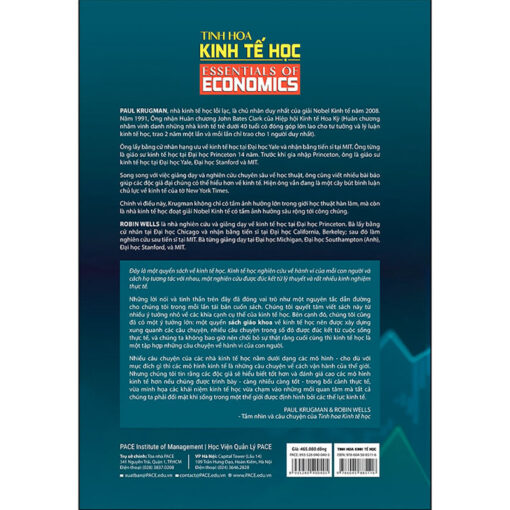 TINH HOA
KINH TẾ HỌC
ESSENTIALS OF
ECONOMICS
PAUL KRUGMAN, nhà kinh tế học lỗi lạc, là chủ nhân duy nhất của giải Nobel Kinh tế năm 2008.
Năm 1991, Ông nhận Huân chương John Bates Clark của Hiệp hội Kinh tế Hoa Kỳ (Huân chương
nhằm vinh danh những nhà kinh tế trẻ dưới 40 tuổi có đóng góp lớn lao cho tư tưởng và lý luận
kinh tế học, trao 2 năm một lần và mỗi lần chỉ trao cho 1 người duy nhất).
Ông lấy bằng cử nhân hạng ưu về kinh tế học tại Đại học Yale và nhận bằng tiến sĩ tại MIT. Ông
từng là giáo sư kinh tế học tại Đại học Princeton 14 năm. Trước khi gia nhập Princeton, ông là giáo sư
kinh tế học tại Đại học Yale, Đại học Stanford và MIT.
Song song với việc giảng dạy và nghiên cứu chuyên sâu về học thuật, ông cũng viết nhiều bài báo
giúp các độc giả đại chúng có thể hiểu hơn về kinh tế. Hiện ông vẫn đang là một cây bút bình luận
chủ lực về kinh tế của tờ New York Times.
Chính vì điều này, Krugman không chỉ có tầm ảnh hưởng lớn trong giới học thuật hàn lâm, mà còn
là nhà kinh tế học đoạt giải Nobel Kinh tế có tầm ảnh hưởng sâu rộng tới công chúng.
ROBIN WELLS là nhà nghiên cứu và giảng dạy về kinh tế học tại Đại học Princeton. Bà lấy bằng
cử nhân tại Đại học Chicago và nhận bằng tiến sĩ tại Đại học California, Berkeley; sau đó làm
nghiên cứu sau tiến sĩ tại MIT. Bà từng giảng dạy tại Đại học Michigan, Đại học Southampton (Anh),
Đại học Stanford, và MIT.
Đây là một quyển sách về kinh tế học. Kinh tế học nghiên cứu về hành vi của mỗi con người và
cách họ tương tác với nhau, một nghiên cứu được đúc kết từ lý thuyết và rất nhiều kinh nghiệm
thực tế.
Những lời nói và tinh thần trên đây đã đóng vai trò như một nguyên tắc dẫn đường
cho chúng tôi trong mỗi lần tái bản cuốn sách. Chúng tôi quyết tâm viết sách này từ
nhiều ý tưởng nhỏ về các khía cạnh cụ thể của kinh tế học. Bên cạnh đó, chúng tôi cũng
đã có một ý tưởng lớn: một quyển sách giáo khoa về kinh tế học nên được xây dựng
xung quanh các câu chuyện, nhiều câu chuyện trong số đó được đúc kết từ cuộc sống
thực tế, và chúng ta không bao giờ nên chối bỏ sự thật rằng cuối cùng thì kinh tế học là
một tập hợp những câu chuyện về hành vi của con người.
Nhiều câu chuyện của các nhà kinh tế học nằm dưới dạng các mô hình - cho dù với
mục đích gì thì các mô hình kinh tế là những câu chuyện về cách vận hành của thế giới.
Nhưng chúng tôi tin rằng các độc giả sẽ hiểu biết tốt hơn và đánh giá cao các mô hình
kinh tế hơn nếu chúng được trình bày - càng nhiều càng tốt - trong bối cảnh thực tế,
vừa minh họa các khái niệm kinh tế học vừa chạm vào những mối quan tâm mà tất cả
chúng ta phải đối mặt khi sống trong một thế giới được định hình bởi các thế lực kinh tế.
PAUL KRUGMAN & ROBIN WELLS
- Tầm nhìn và câu chuyện của Tinh hoa Kinh tế học
PACE Institute of Management | Học Viện Quản Lý PACE
Trụ sở chính: Tòa nhà PACE
341 Nguyễn Trãi, Quận 1, TP.HCM
Điện thoại: (028) 3837.0208
VP Hà Nội: Capital Tower (Lầu 14)
109 Trần Hưng Đạo, Hoàn Kiếm, Hà Nội
Điện thoại: (024) 3646.2828
xuatban@PACE.edu.vn
www.PACE.edu.vn
Giá: 465.000 đồng
TINH HOA KINH TẾ HỌC